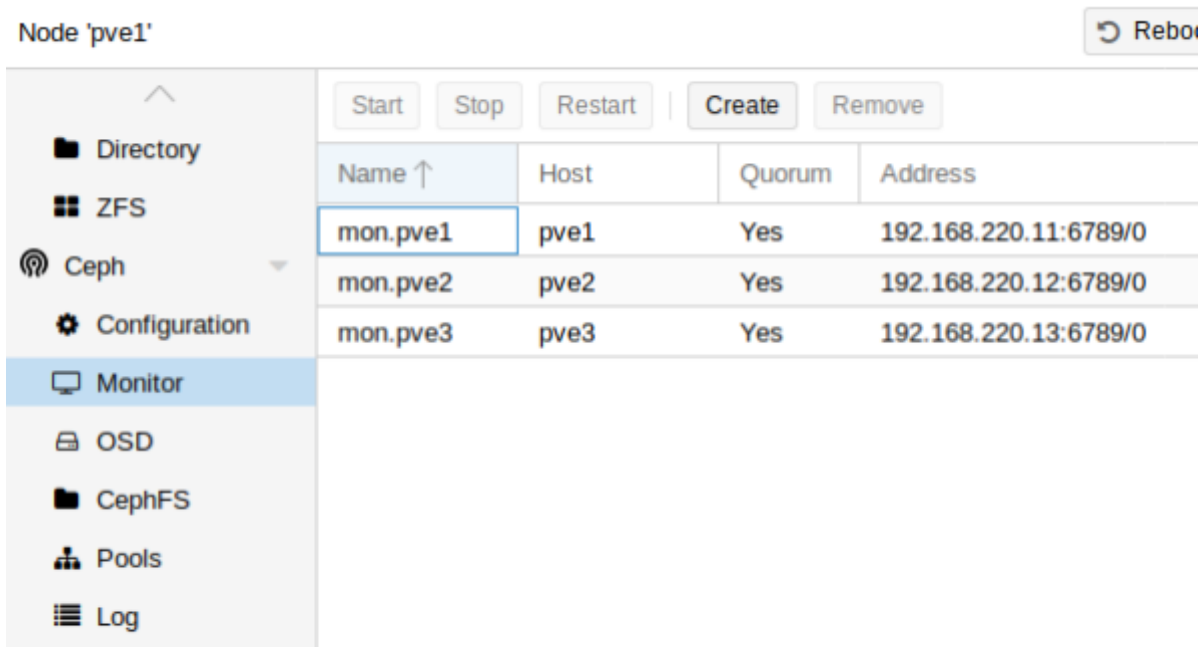 Node 'pve1'
Reboo
Directory
ZFS
Ceph
Configuration
Monitor
OSD
CephFS
Pools
Log
Start Stop Restart Create Remove
Name Host Quorum Address
mon.pve1 pve1 Yes 192.168.220.11:6789/0
mon.pve2 pve2 Yes 192.168.220.12:6789/0
mon.pve3 pve3 Yes 192.168.220.13:6789/0